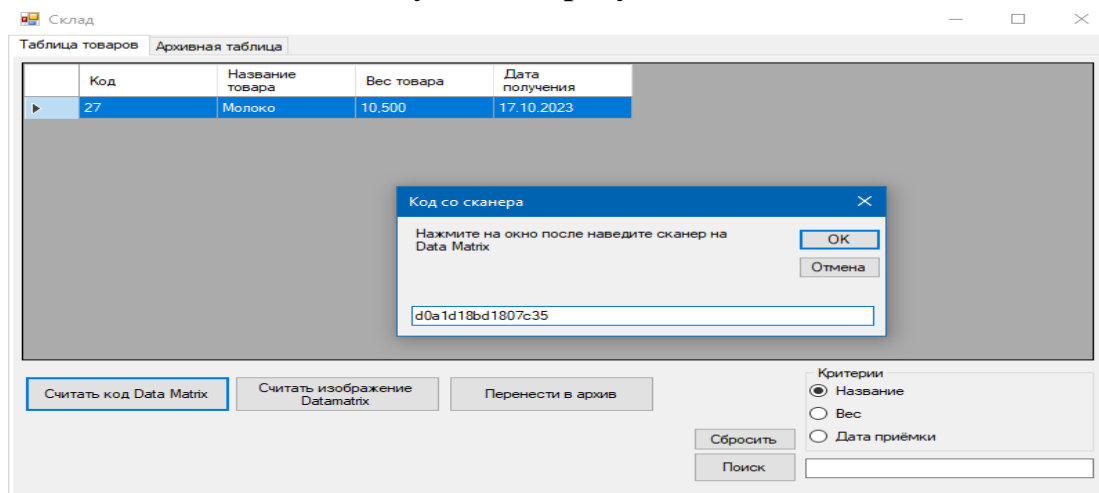 Склад
Таблица товаров Архивная таблица
Код Название товара Вес товара Дата получения
27 Молоко 10,500 17.10.2023
Код со сканера
Нажмите на окно после наведите сканер на
Data Matrix
OK
Отмена
d0a1d18bd1807c35
Считать код Data Matrix
Считать изображение
Datamatrix
Перенести в архив
Критерии
Название
Вес
Дата приёмки
Сбросить
Поиск